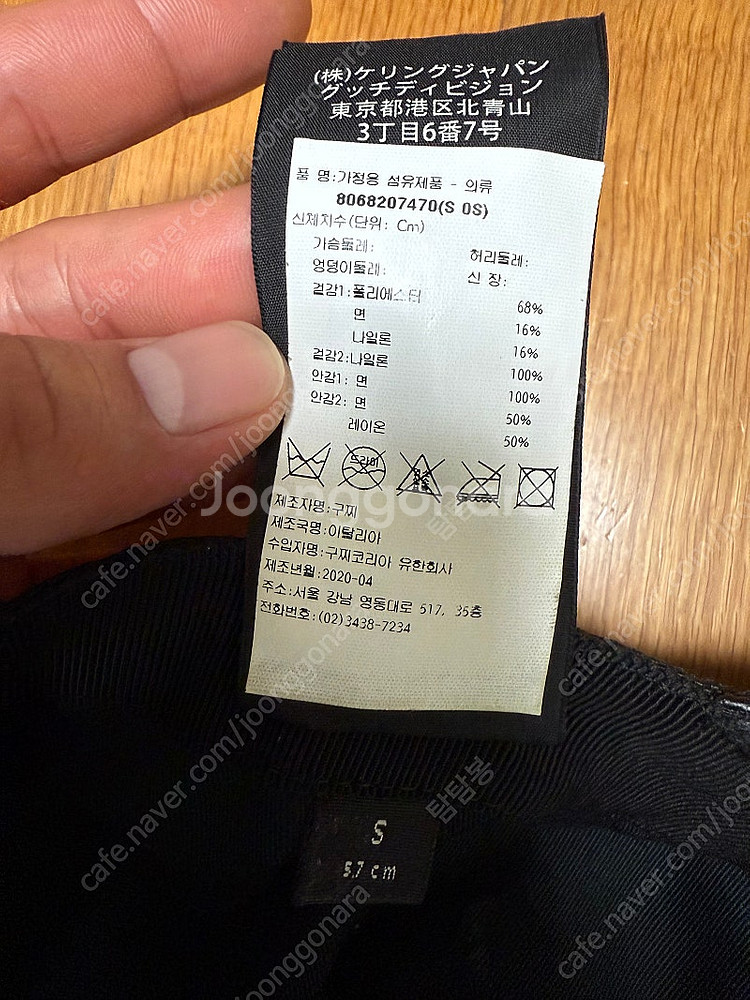 (株)ケリングジャパン
グッチディビジョン
東京都港区北青山
3丁目6番7号
품 명:가정용 섬유제품 - 의류
8068207470(S 0S)
신체치수(단위: Cm)
가슴둘레: 허리둘레:
엉덩이둘레: 신 장:
겉감1:폴리에스터 68%
면 16%
나일론 16%
겉감2:나일론 100%
안감1: 면 100%
안감2: 면 50%
레이온 50%
드라이
제조자명:구찌
제조국명:이탈리아
수입자명:구찌코리아 유한회사
제조년월:2020-04
주소:서울 강남 영동대로 517, 35층
전화번호:(02)3438-7234
S
57 cm
Joonggonara
탐탐봉
cafe.naver.com/joonggonara